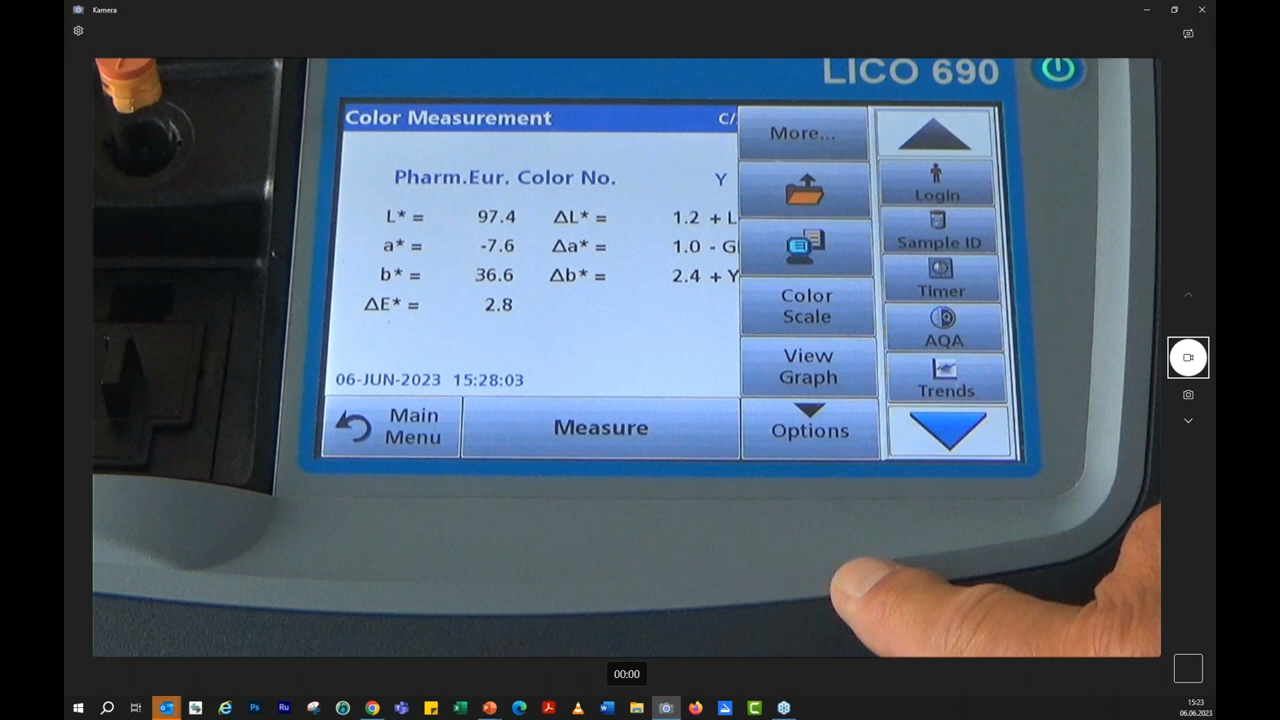 Kamera
LICO 690
Color Measurement C/
Pharm.Eur. Color No. Y
L* = 97.4 ΔL* = 1.2 + L
a* = -7.6 Δa* = 1.0 - G
b* = 36.6 Δb* = 2.4 + Y
ΔE* = 2.8
06-JUN-2023 15:28:03
Main
Menu
Measure
More...
Color
Scale
View
Graph
Options
Login
Sample ID
Timer
AQA
Trends
00:00
Ps
Ru
15:23
06.06.2023